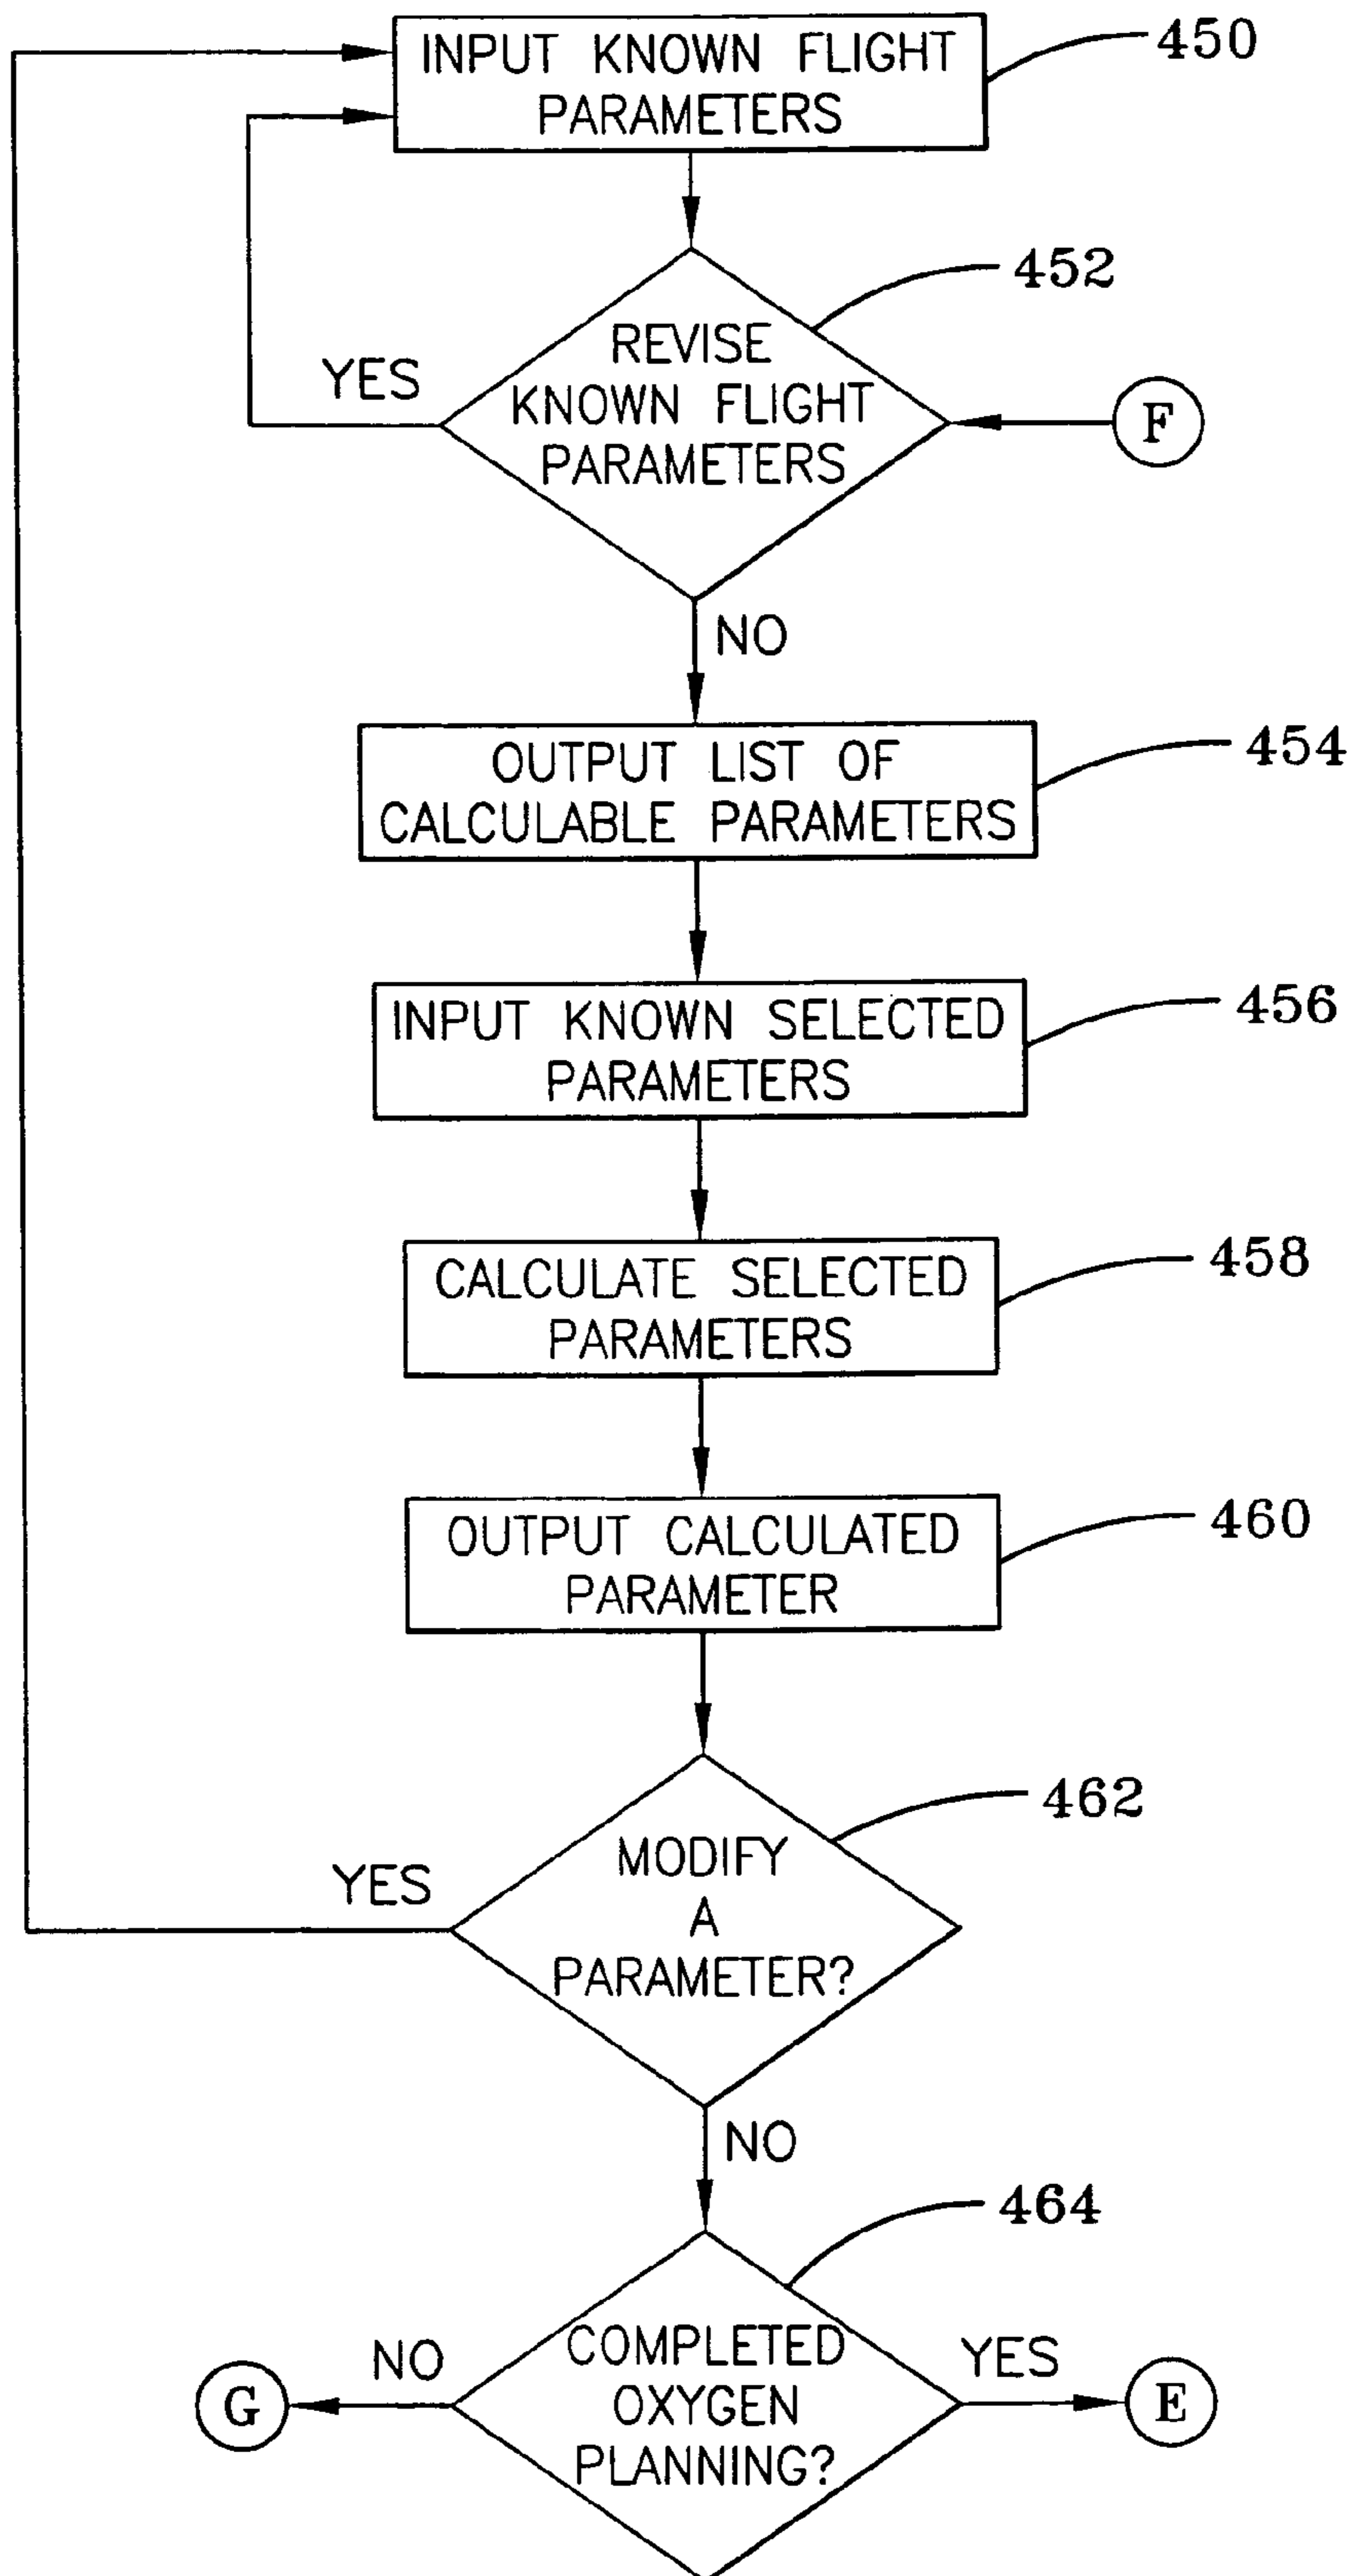 INPUT KNOWN FLIGHT
PARAMETERS
450
452
REVISE
KNOWN FLIGHT
PARAMETERS
YES
F
NO
OUTPUT LIST OF
CALCULABLE PARAMETERS
454
INPUT KNOWN SELECTED
PARAMETERS
456
CALCULATE SELECTED
PARAMETERS
458
OUTPUT CALCULATED
PARAMETER
460
462
MODIFY
A
PARAMETER?
YES
NO
464
COMPLETED
OXYGEN
PLANNING?
NO
G
YES
E